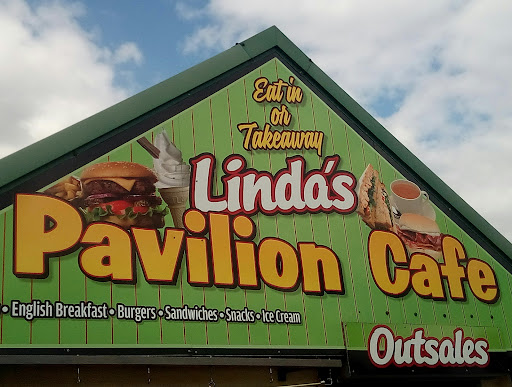 Eat in
or
Takeaway
Linda's
Pavilion Cafe
• English Breakfast • Burgers • Sandwiches • Snacks • Ice Cream
Outsales